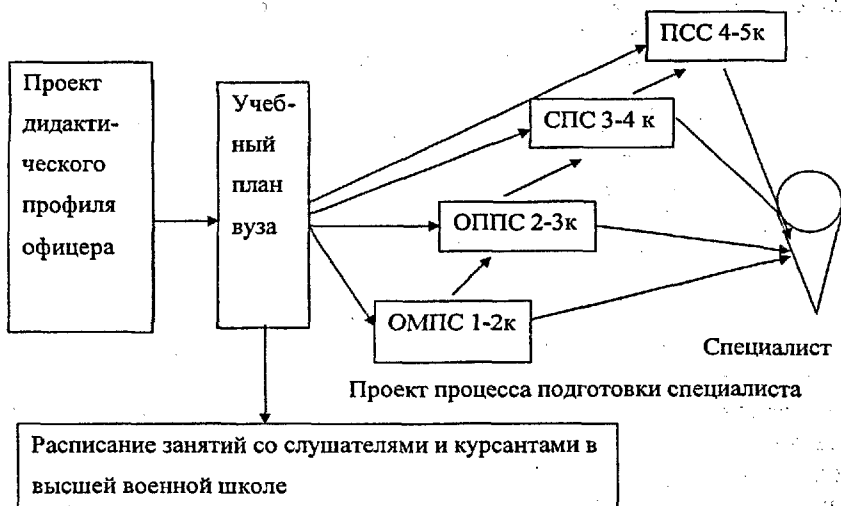 Проект
дидакти-
ческого
профиля
офицера
Учеб-
ный
план
вуза
ПСС 4-5к
СПС 3-4 к
ОППС 2-3к
ОМПС 1-2к
Специалист
Проект процесса подготовки специалиста
Расписание занятий со слушателями и курсантами в
высшей военной школе